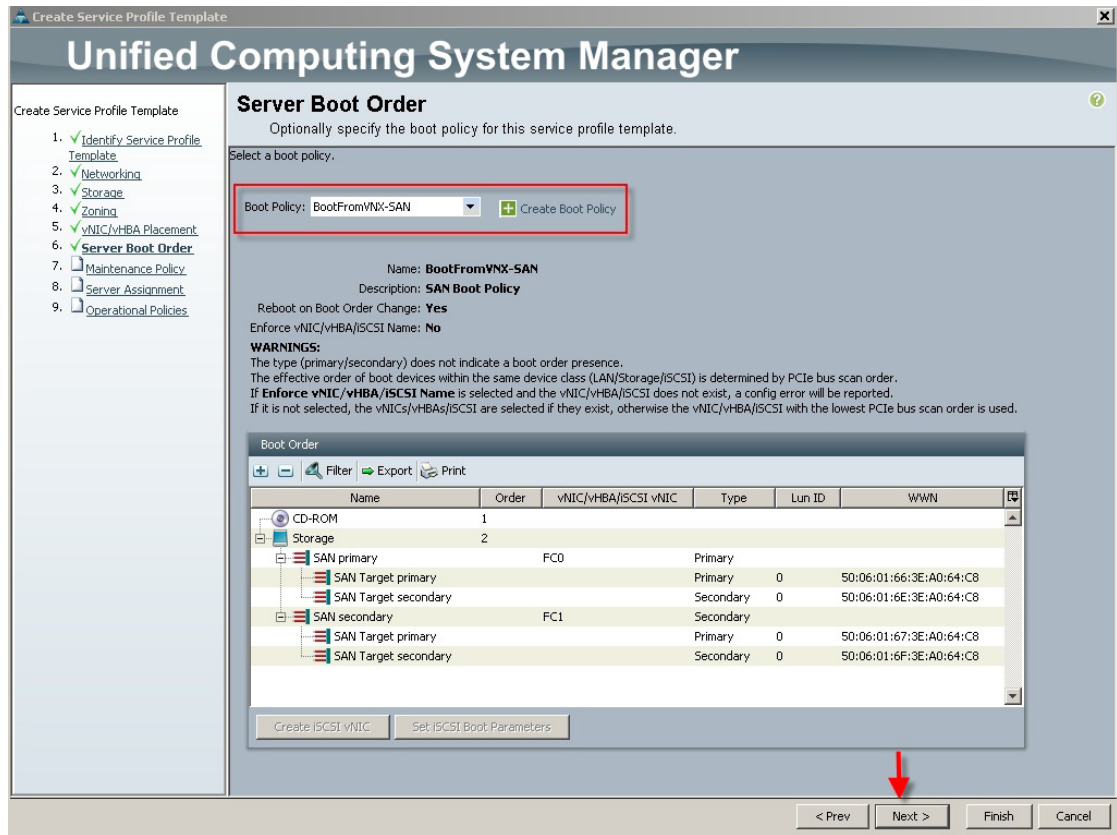 Create Service Profile Template
Unified Computing System Manager
Create Service Profile Template
1. Identify Service Profile
Template
2. Networking
3. Storage
4. Zoning
5. vNIC/vHBA Placement
6. Server Boot Order
7. Maintenance Policy
8. Server Assignment
9. Operational Policies
Server Boot Order
Optionally specify the boot policy for this service profile template.
Select a boot policy.
Boot Policy: BootFromVNX-SAN Create Boot Policy
Name: BootFromVNX-SAN
Description: SAN Boot Policy
Reboot on Boot Order Change: Yes
Enforce vNIC/vHBA/iSCSI Name: No
WARNINGS:
The type (primary/secondary) does not indicate a boot order presence.
The effective order of boot devices within the same device class (LAN/Storage/iSCSI) is determined by PCIe bus scan order.
If Enforce vNIC/vHBA/iSCSI Name is selected and the vNIC/vHBA/iSCSI does not exist, a config error will be reported.
If it is not selected, the vNICs/vHBAs/iSCSI are selected if they exist, otherwise the vNIC/vHBA/iSCSI with the lowest PCIe bus scan order is used.
Boot Order
Filter Export Print
Name Order vNIC/vHBA/iSCSI vNIC Type Lun ID WWN
CD-ROM 1
Storage 2
SAN primary FC0 Primary
SAN Target primary Primary 0 50:06:01:66:3E:A0:64:C8
SAN Target secondary Secondary 0 50:06:01:6E:3E:A0:64:C8
SAN secondary FC1 Secondary
SAN Target primary Primary 0 50:06:01:67:3E:A0:64:C8
SAN Target secondary Secondary 0 50:06:01:6F:3E:A0:64:C8
Create iSCSI vNIC Set iSCSI Boot Parameters
< Prev Next > Finish Cancel